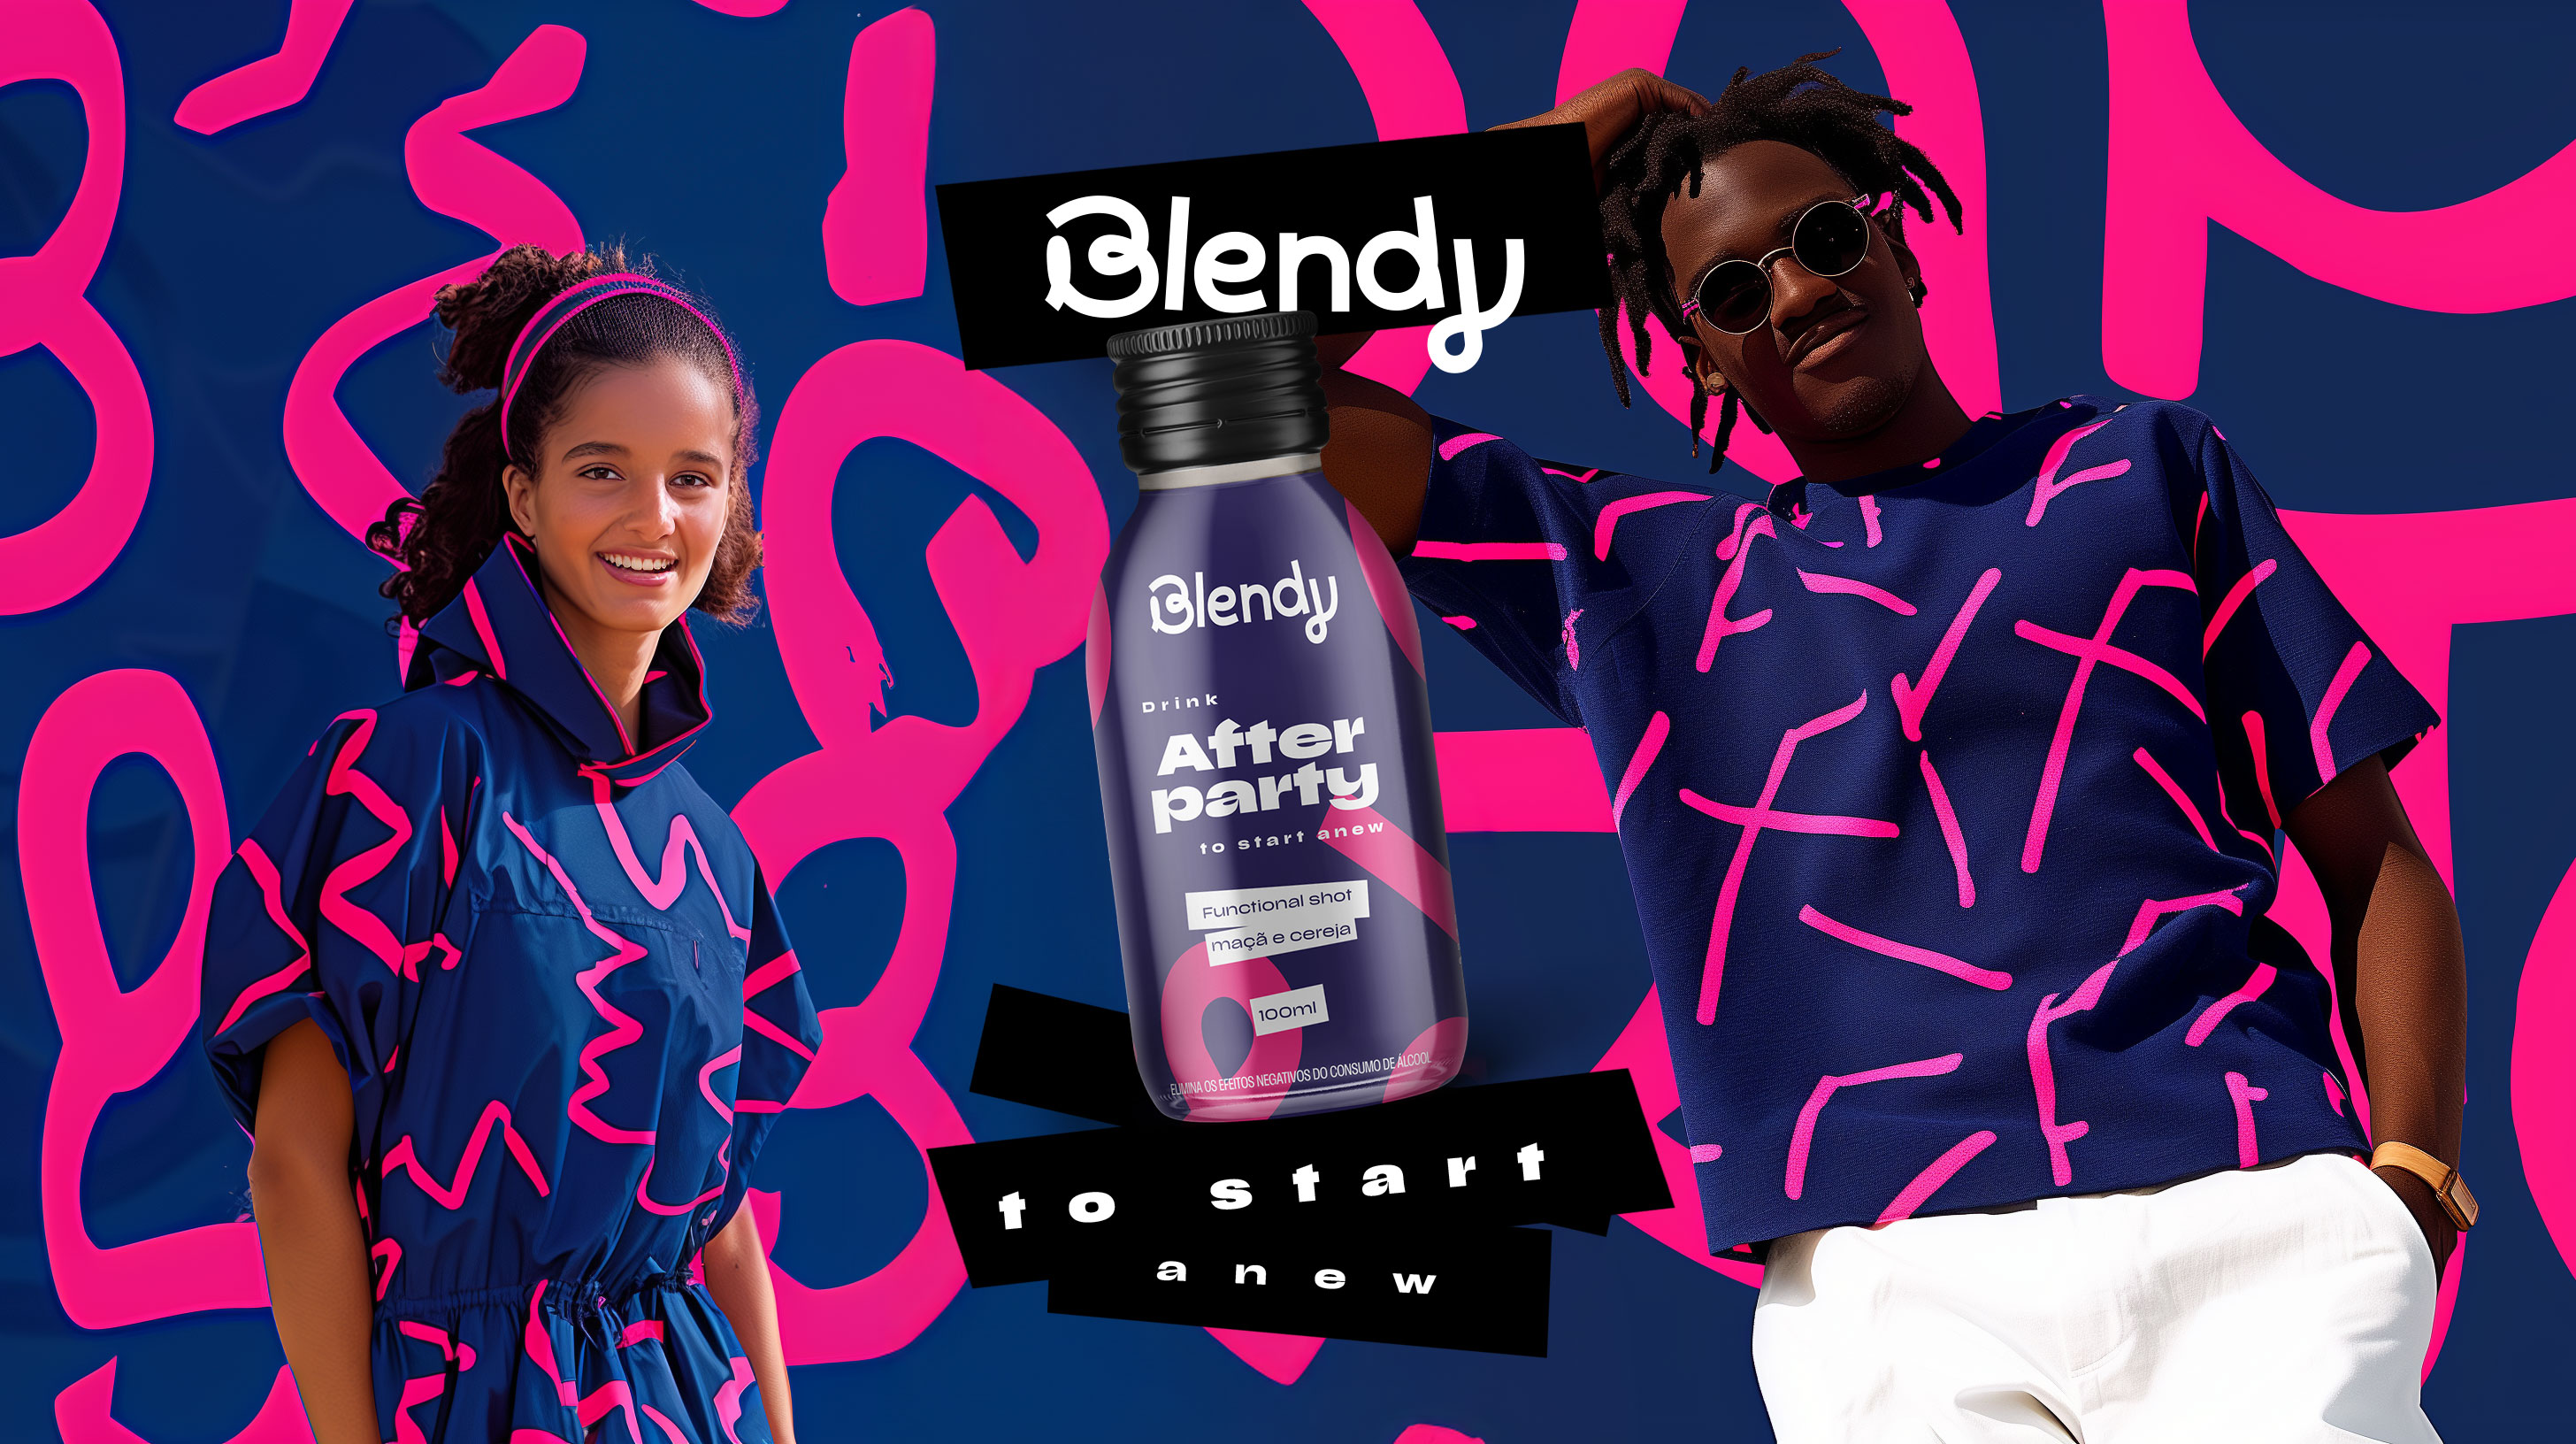 Blendy
Blendy
Drink
After
party
to start anew
Functional shot
maçã e cereja
100ml
ELIMINA OS EFEITOS NEGATIVOS DO CONSUMO DE ÁLCOOL
to start
anew